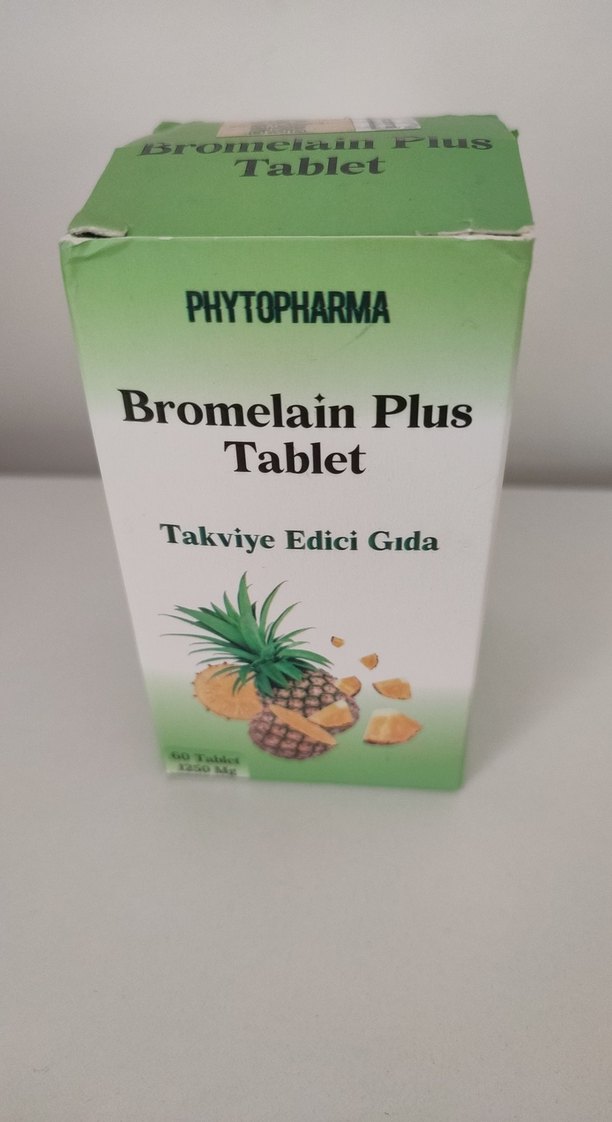 Bromelain Plus
Tablet
PHYTOPHARMA
Bromelain Plus
Tablet
Takviye Edici Gıda
60 Tablet
1250 Mg